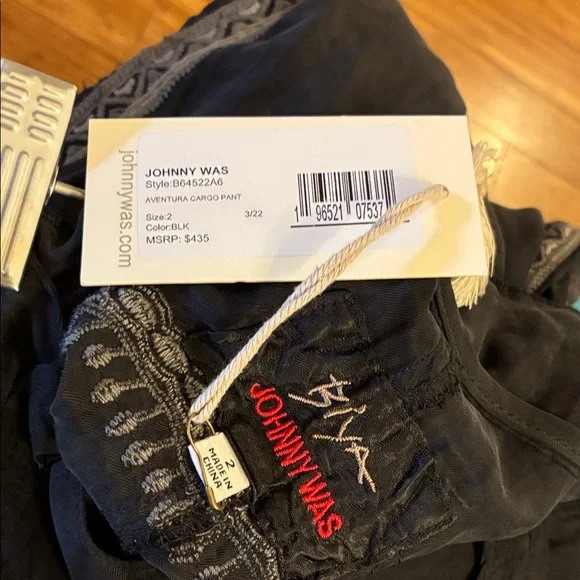 johnnywas.com
JOHNNY WAS
Style:B64522A6
AVENTURA CARGO PANT
Size:2 3/22
Color:BLK
MSRP: $435
1 96521 07537
BIYA
JOHNNY WAS
2
MADE IN
CHINA